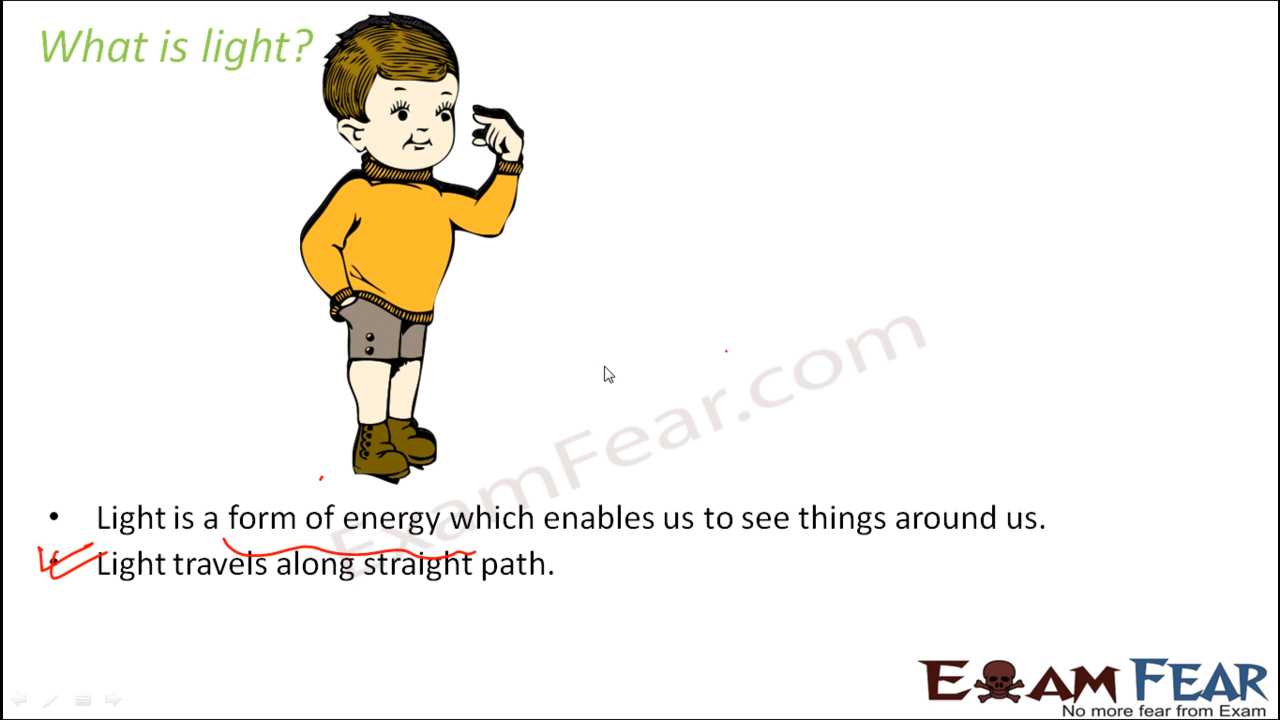 What is light?
ExamFear.com
• Light is a form of energy which enables us to see things around us.
• Light travels along straight path.
EXAM FEAR
No more fear from Exam